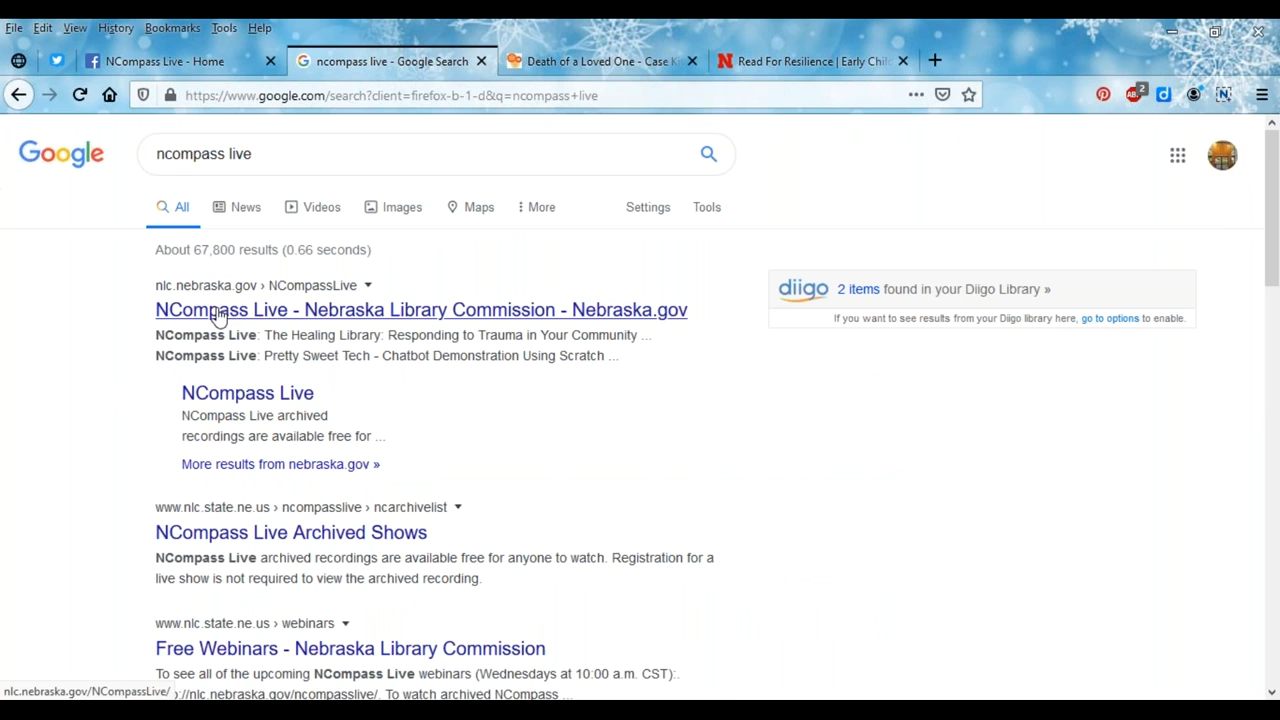 File Edit View History Bookmarks Tools Help
NCompass Live - Home ncompass live - Google Search Death of a Loved One - Case Ki Read For Resilience | Early Chil
https://www.google.com/search?client=firefox-b-1-d&q=ncompass+live
2
Google ncompass live
All News Videos Images Maps More Settings Tools
About 67,800 results (0.66 seconds)
nlc.nebraska.gov › NCompassLive
NCompass Live - Nebraska Library Commission - Nebraska.gov
NCompass Live: The Healing Library: Responding to Trauma in Your Community ...
NCompass Live: Pretty Sweet Tech - Chatbot Demonstration Using Scratch ...
diigo 2 items found in your Diigo Library »
If you want to see results from your Diigo library here, go to options to enable.
NCompass Live
NCompass Live archived
recordings are available free for ...
More results from nebraska.gov »
www.nlc.state.ne.us › ncompasslive › ncarchivelist
NCompass Live Archived Shows
NCompass Live archived recordings are available free for anyone to watch. Registration for a
live show is not required to view the archived recording.
www.nlc.state.ne.us › webinars
Free Webinars - Nebraska Library Commission
To see all of the upcoming NCompass Live webinars (Wednesdays at 10:00 a.m. CST):.
://nlc.nebraska.gov/ncompasslive/. To watch archived NCompass ...
nlc.nebraska.gov/NCompassLive/